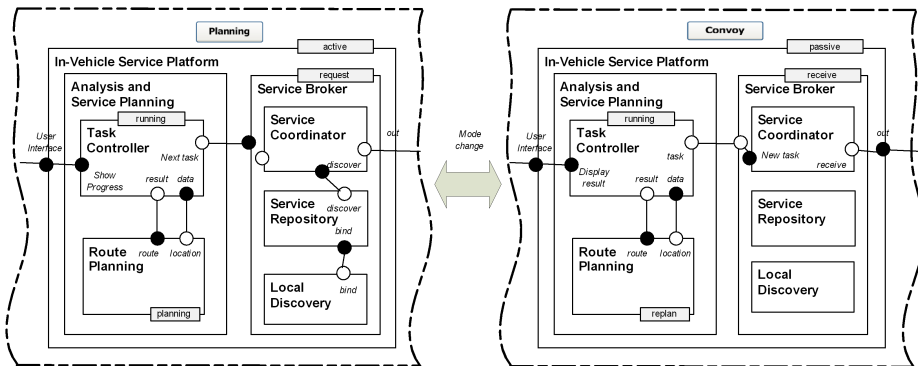 Planning
active
In-Vehicle Service Platform
request
Analysis and
Service Planning
Service Broker
running
Task
Controller
Service
Coordinator
User
Interface
out
Next task
Show
Progress
result
data
discover
discover
Service
Repository
bind
route
location
Route
Planning
Local
Discovery
bind
planning
Mode
change
Convoy
passive
In-Vehicle Service Platform
receive
Analysis and
Service Planning
Service Broker
running
Task
Controller
Service
Coordinator
User
Interface
out
task
New task
receive
Display
result
result
data
Service
Repository
route
location
Route
Planning
Local
Discovery
replan